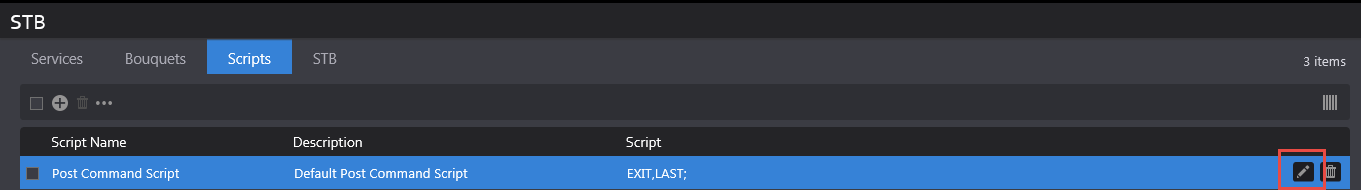 STB
Services Bouquets Scripts STB 3 items
Script Name Description Script
Post Command Script Default Post Command Script EXIT,LAST;